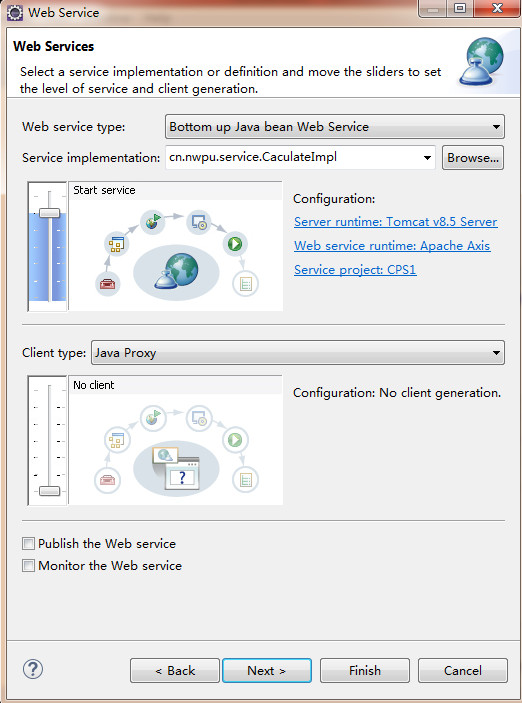 Web Service
Web Services
Select a service implementation or definition and move the sliders to set
the level of service and client generation.
Web service type:
Bottom up Java bean Web Service
Service implementation:
cn.nwpu.service.CaculateImpl
Browse...
Start service
Configuration:
Server runtime: Tomcat v8.5 Server
Web service runtime: Apache Axis
Service project: CPS1
Client type:
Java Proxy
No client
Configuration: No client generation.
?
Publish the Web service
Monitor the Web service
?
< Back
Next >
Finish
Cancel